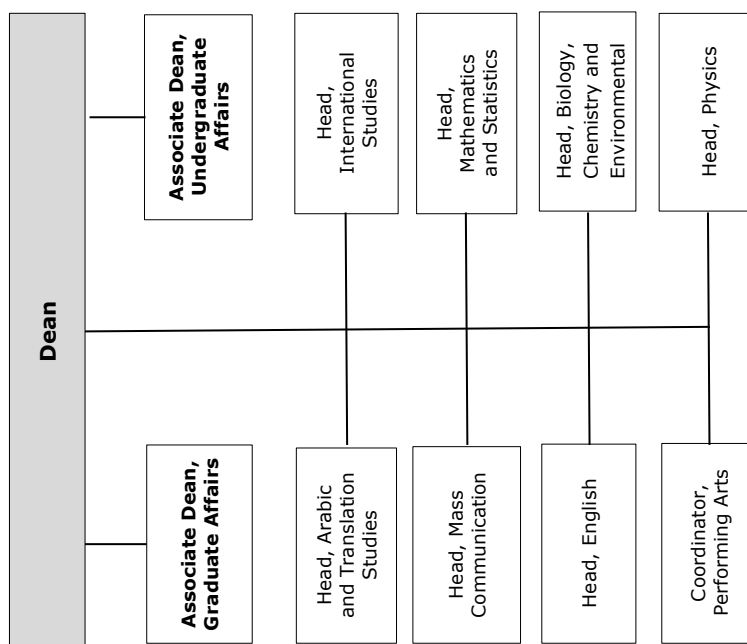 Dean
Associate Dean,
Graduate Affairs
Associate Dean,
Undergraduate
Affairs
Head, Arabic
and Translation
Studies
Head,
International
Studies
Head, Mass
Communication
Head,
Mathematics
and Statistics
Head, English
Head, Biology,
Chemistry and
Environmental
Coordinator,
Performing Arts
Head, Physics